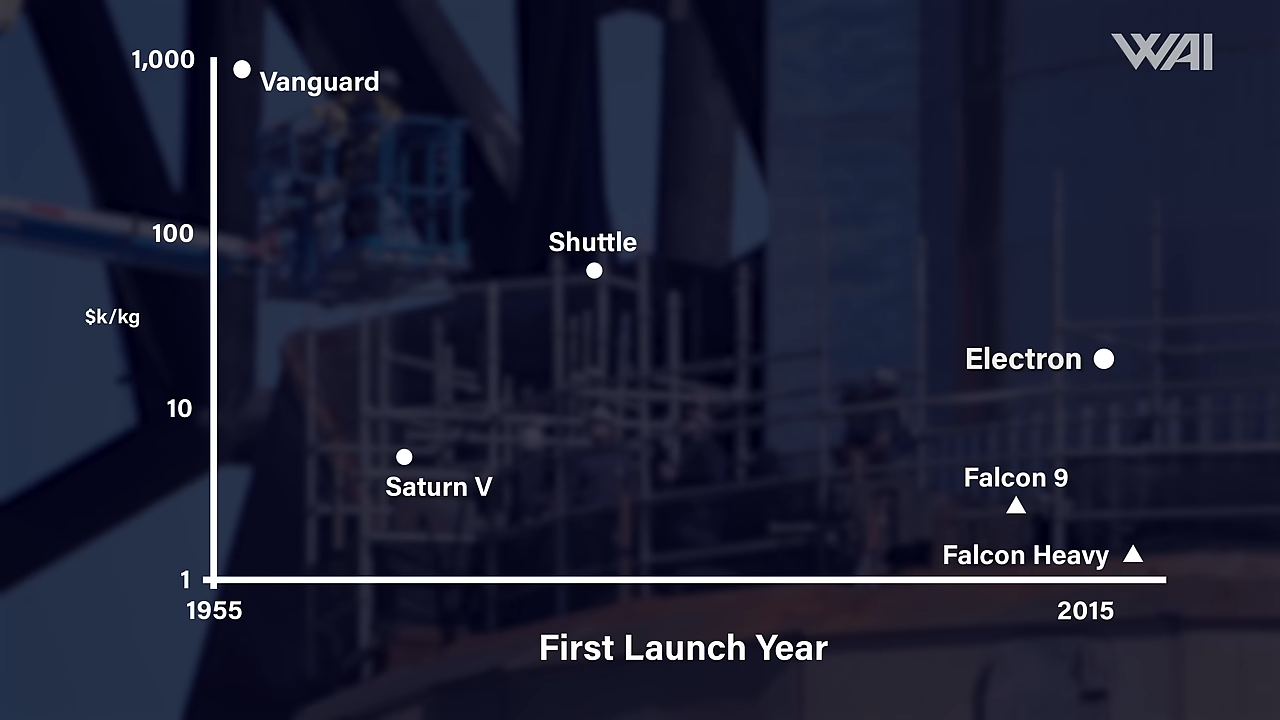 WAI
1,000
Vanguard
100
Shuttle
$k/kg
Electron
10
Falcon 9
Saturn V
Falcon Heavy
1
1955
2015
First Launch Year